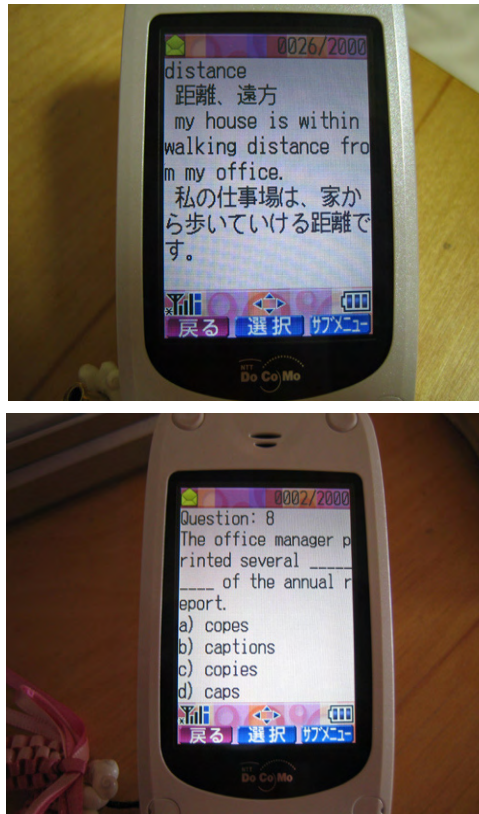 0026/2000
distance
距離、遠方
my house is within
walking distance fro
m my office.
私の仕事場は、家か
ら歩いていける距離で
す。
戻る 選択 サブメニュー
NTT
DoCoMo
0002/2000
Question: 8
The office manager p
rinted several _____
____ of the annual r
eport.
a) copes
b) captions
c) copies
d) caps
戻る 選択 サブメニュー
DoCoMo